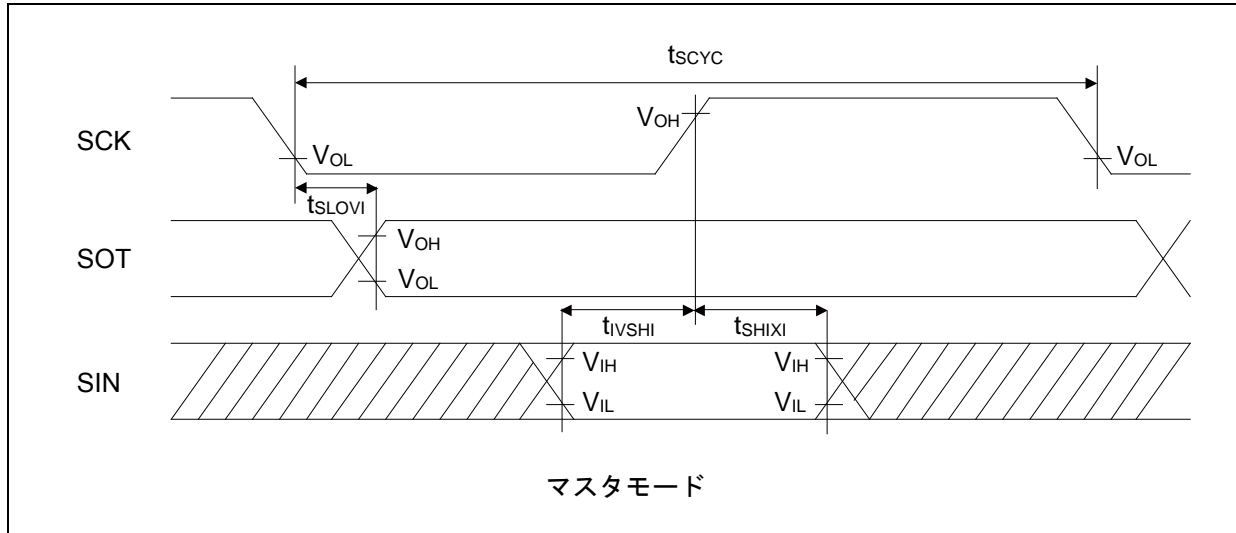 tSCYC
SCK
VOH
VOL
VOL
tSLOVI
SOT
VOH
VOL
tIVSHI
tSHIXI
SIN
VIH
VIH
VIL
VIL
マスタモード